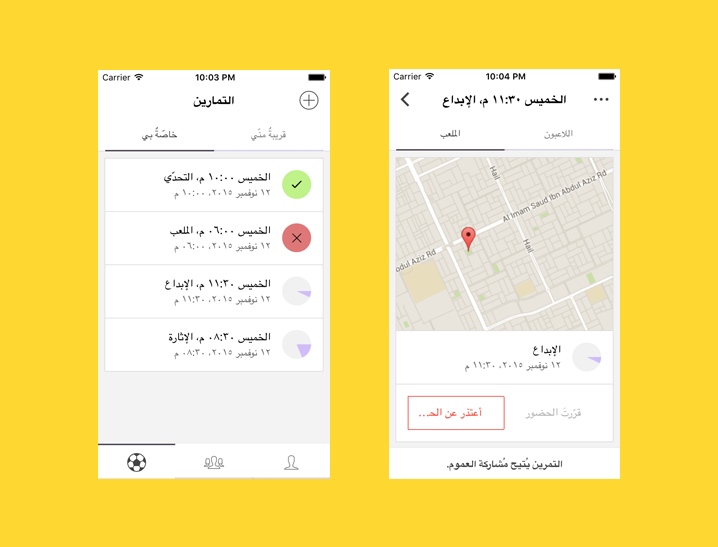 Carrier 10:03 PM
التمارين
خاصّةٌ بي
قريبةٌ منّي
الخميس ١٠:٠٠ م، التحدّي
١٢ نوفمبر ٢٠١٥، ١٠:٠٠ م
الخميس ٠٦:٠٠ م، الملعب
١٢ نوفمبر ٢٠١٥، ٠٦:٠٠ م
الخميس ١١:٣٠ م، الإبداع
١٢ نوفمبر ٢٠١٥، ١١:٣٠ م
الخميس ٠٨:٣٠ م، الإثارة
١٢ نوفمبر ٢٠١٥، ٠٨:٣٠ م
Carrier 10:04 PM
الخميس ١١:٣٠ م، الإبداع
الملعب
اللاعبون
Hail
Al Imam Saud Ibn Abdul Aziz Rd
Hail
odul Aziz Rd
الإبداع
١٢ نوفمبر ٢٠١٥، ١١:٣٠ م
أعتذر عن الحـ...
قرّرتَ الحضور
التمرين يُتيح مُشاركة العموم.